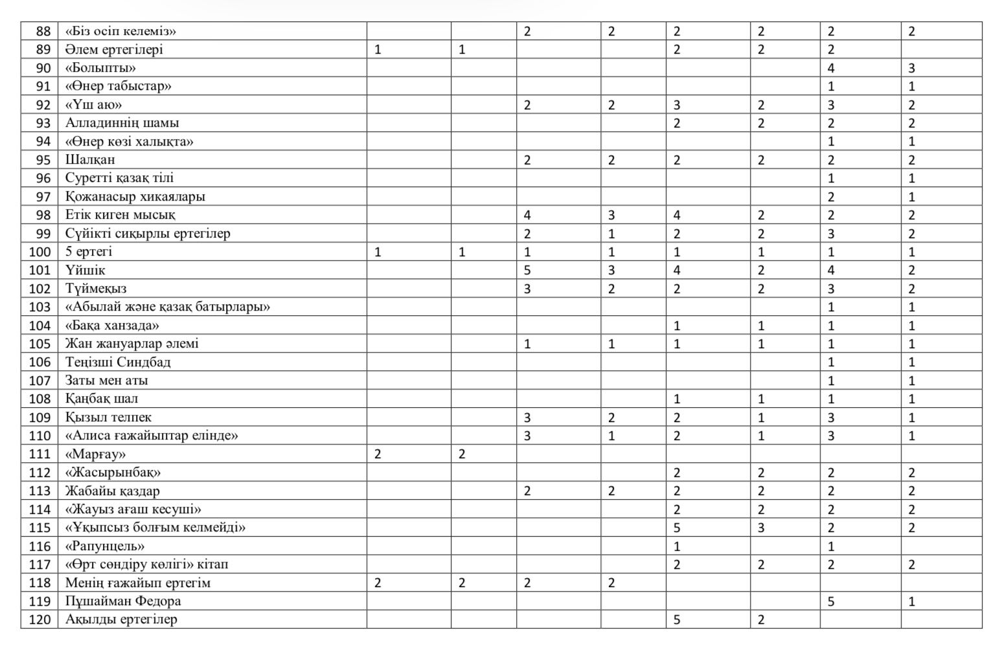 88 «Біз осіп келеміз» 2 2 2 2 2 2
89 Әлем ертегілері 1 1 2 2 2
90 «Болыпты» 4 3
91 «Өнер табыстар» 1 1
92 «Үш аю» 2 2 3 2 3 2
93 Алладиннің шамы 2 2 2 2
94 «Өнер көзі халықта» 1 1
95 Шалқан 2 2 2 2 2 2
96 Суретті қазақ тілі 1 1
97 Қожанасыр хикаялары 2 1
98 Етік киген мысық 4 3 4 2 2 2
99 Сүйікті сиқырлы ертегілер 2 1 2 2 3 2
100 5 ертегі 1 1 1 1 1 1 1 1
101 Үйшік 5 3 4 2 4 2
102 Түймеқыз 3 2 2 2 3 2
103 «Абылай және қазақ батырлары» 1 1
104 «Бақа ханзада» 1 1 1 1
105 Жан жануарлар әлемі 1 1 1 1 1 1
106 Теңізші Синдбад 1 1
107 Заты мен аты 1 1
108 Қаңбақ шал 1 1 1 1
109 Қызыл телпек 3 2 2 1 3 1
110 «Алиса ғажайыптар елінде» 3 1 2 1 3 1
111 «Марғау» 2 2
112 «Жасырынбақ» 2 2 2 2
113 Жабайы қаздар 2 2 2 2 2 2
114 «Жауыз ағаш кесуші» 2 2 2 2
115 «Ұқыпсыз болғым келмейді» 5 3 2 2
116 «Рапунцель» 1 1
117 «Өрт сөндіру көлігі» кітап 2 2 2 2
118 Менің ғажайып ертегім 2 2 2 2
119 Пұшайман Федора 5 1
120 Ақылды ертегілер 5 2